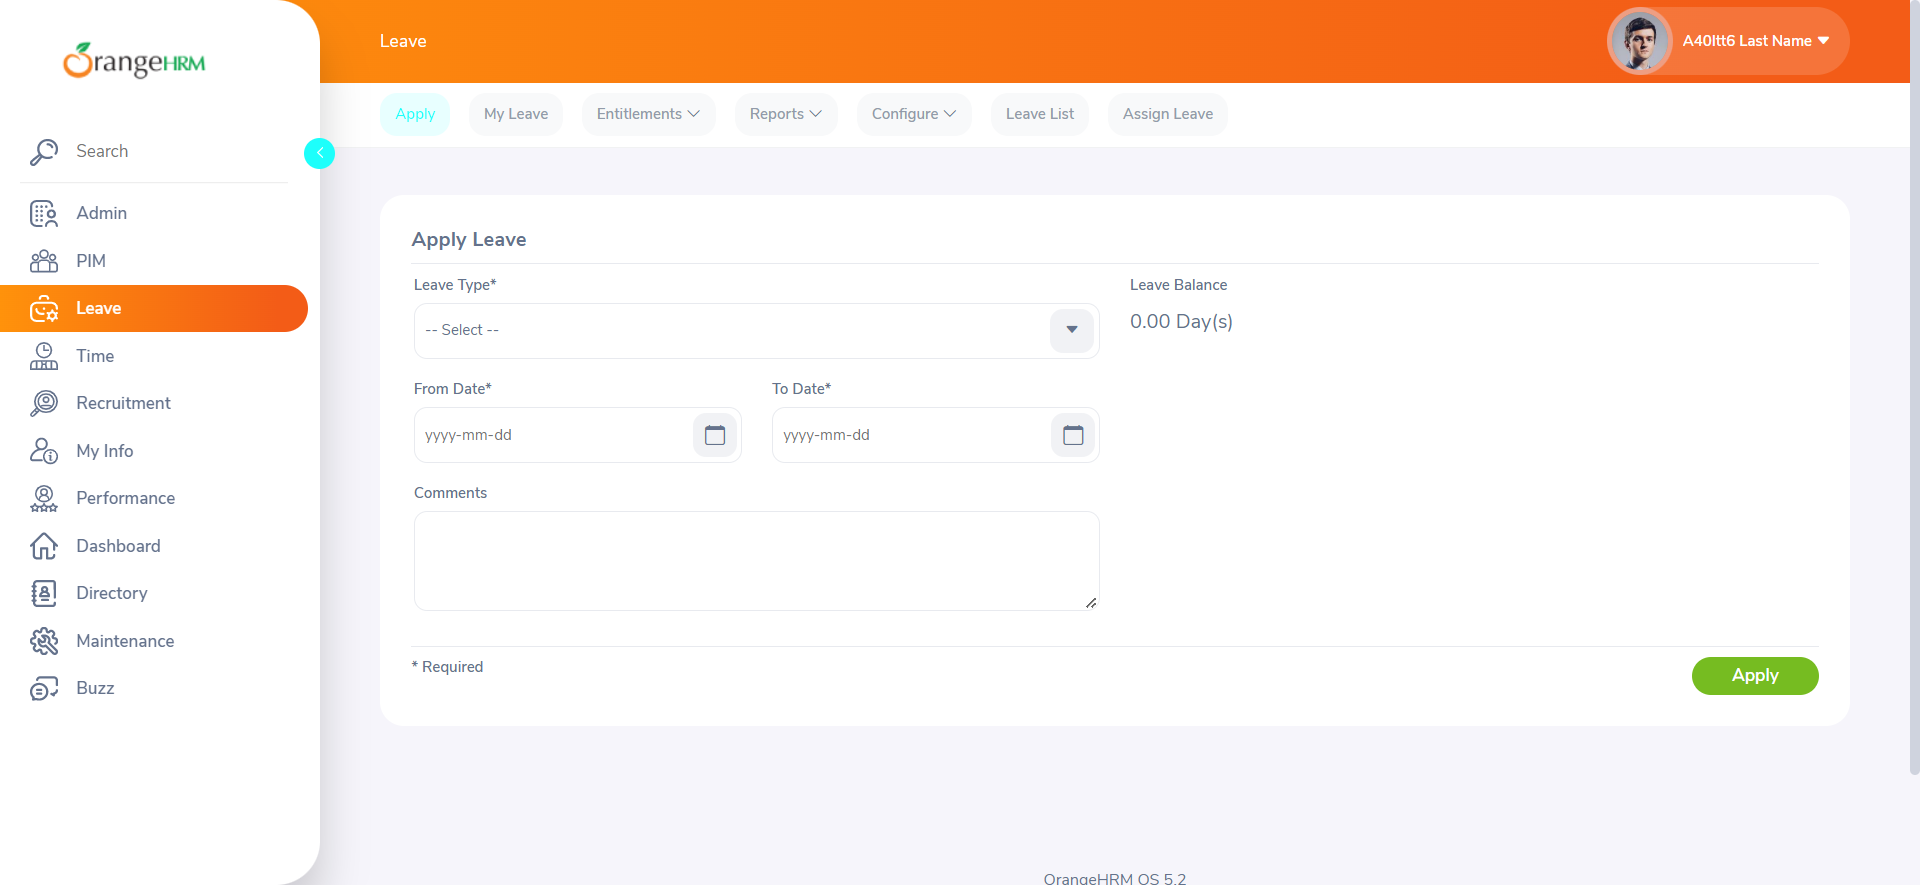 OrangeHRM
Search
Admin
PIM
Leave
Time
Recruitment
My Info
Performance
Dashboard
Directory
Maintenance
Buzz
Leave
A40Itt6 Last Name
Apply
My Leave
Entitlements
Reports
Configure
Leave List
Assign Leave
Apply Leave
Leave Type*
-- Select --
Leave Balance
0.00 Day(s)
From Date*
yyyy-mm-dd
To Date*
yyyy-mm-dd
Comments
* Required
Apply
OrangeHRM OS 5.2